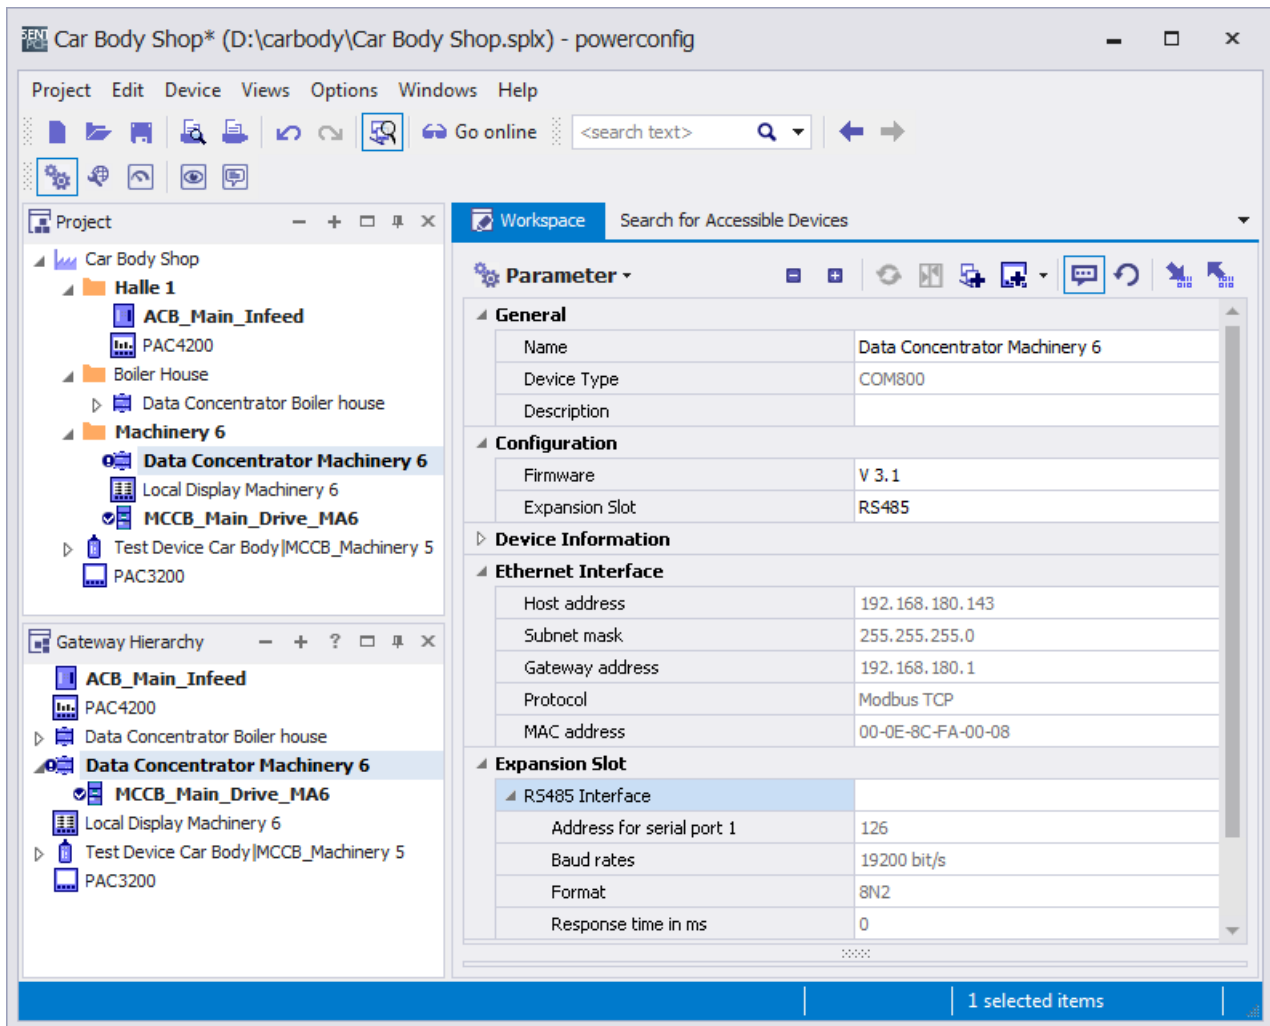 Car Body Shop* (D:\carbody\Car Body Shop.splx) - powerconfig
Project Edit Device Views Options Windows Help
Go online <search text>
Project
Car Body Shop
Halle 1
ACB_Main_Infeed
PAC4200
Boiler House
Data Concentrator Boiler house
Machinery 6
Data Concentrator Machinery 6
Local Display Machinery 6
MCCB_Main_Drive_MA6
Test Device Car Body|MCCB_Machinery 5
PAC3200
Gateway Hierarchy
ACB_Main_Infeed
PAC4200
Data Concentrator Boiler house
Data Concentrator Machinery 6
MCCB_Main_Drive_MA6
Local Display Machinery 6
Test Device Car Body|MCCB_Machinery 5
PAC3200
Workspace Search for Accessible Devices
Parameter
General
Name Data Concentrator Machinery 6
Device Type COM800
Description
Configuration
Firmware V 3.1
Expansion Slot RS485
Device Information
Ethernet Interface
Host address 192.168.180.143
Subnet mask 255.255.255.0
Gateway address 192.168.180.1
Protocol Modbus TCP
MAC address 00-0E-8C-FA-00-08
Expansion Slot
RS485 Interface
Address for serial port 1 126
Baud rates 19200 bit/s
Format 8N2
Response time in ms 0
1 selected items